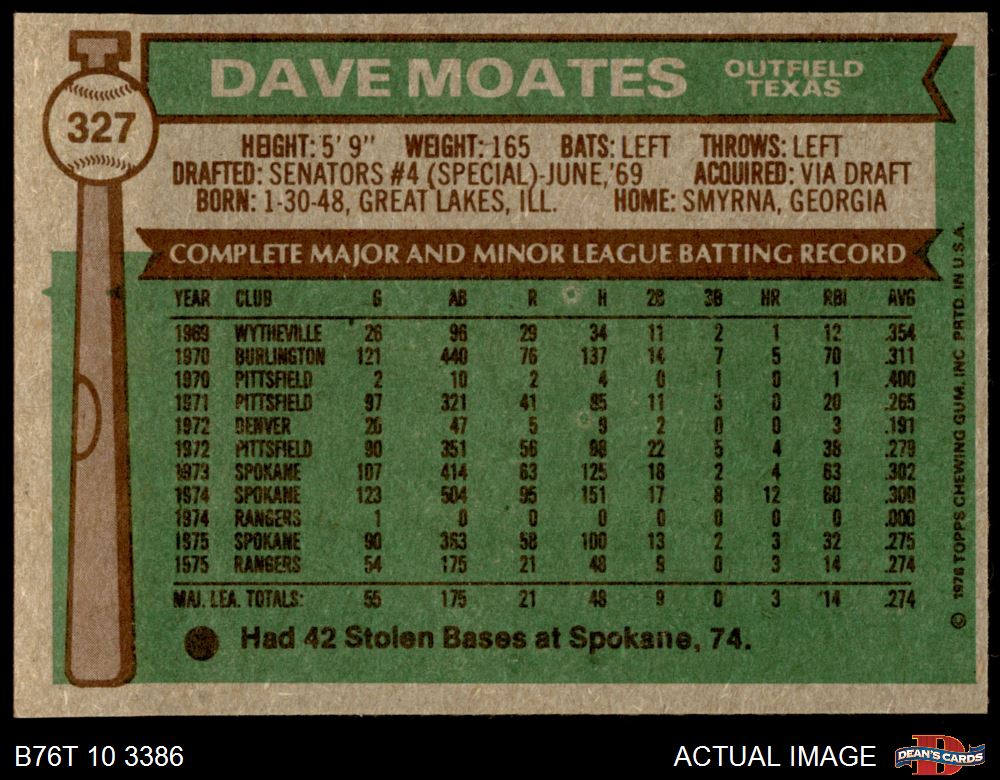 DAVE MOATES
OUTFIELD
TEXAS
327
HEIGHT: 5' 9" WEIGHT: 165 BATS: LEFT THROWS: LEFT
DRAFTED: SENATORS #4 (SPECIAL)-JUNE,'69 ACQUIRED: VIA DRAFT
BORN: 1-30-48, GREAT LAKES, ILL. HOME: SMYRNA, GEORGIA
COMPLETE MAJOR AND MINOR LEAGUE BATTING RECORD
YEAR CLUB G AB R H 2B 3B HR RBI AVG
1969 WYTHEVILLE 26 96 29 34 11 2 1 12 .354
1970 BURLINGTON 121 440 76 137 14 7 5 70 .311
1970 PITTSFIELD 2 10 2 4 0 1 0 1 .400
1971 PITTSFIELD 97 321 41 85 11 3 0 20 .265
1972 DENVER 26 47 5 9 2 0 0 3 .191
1972 PITTSFIELD 90 351 56 98 22 5 4 38 .279
1973 SPOKANE 107 414 63 125 18 2 4 63 .302
1974 SPOKANE 123 504 95 151 17 8 12 60 .300
1974 RANGERS 1 0 0 0 0 0 0 0 .000
1975 SPOKANE 90 363 58 100 13 2 3 32 .275
1975 RANGERS 54 175 21 48 9 0 3 14 .274
MAJ. LEA. TOTALS: 55 175 21 48 9 0 3 14 .274
Had 42 Stolen Bases at Spokane, 74.
© 1976 TOPPS CHEWING GUM, INC. PRTD. IN U.S.A.
B76T 10 3386
ACTUAL IMAGE
DEAN'S CARDS